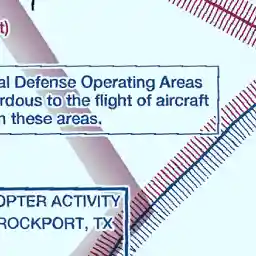 t)
al Defense Operating Areas
rdous to the flight of aircraft
n these areas.
OPTER ACTIVITY
ROCKPORT, TX